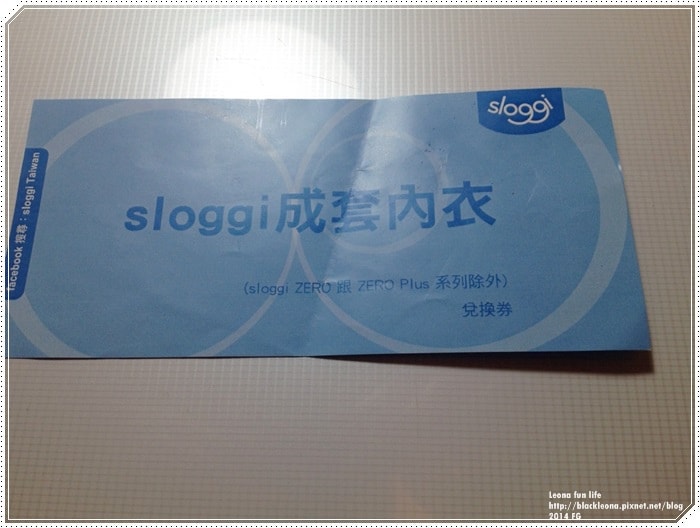 sloggi
facebook 搜尋：sloggi Taiwan
sloggi成套內衣
(sloggi ZERO 跟 ZERO Plus 系列除外)
兌換券
Leona fun life
http://blackleona.pixnet.net/blog
2014 FG